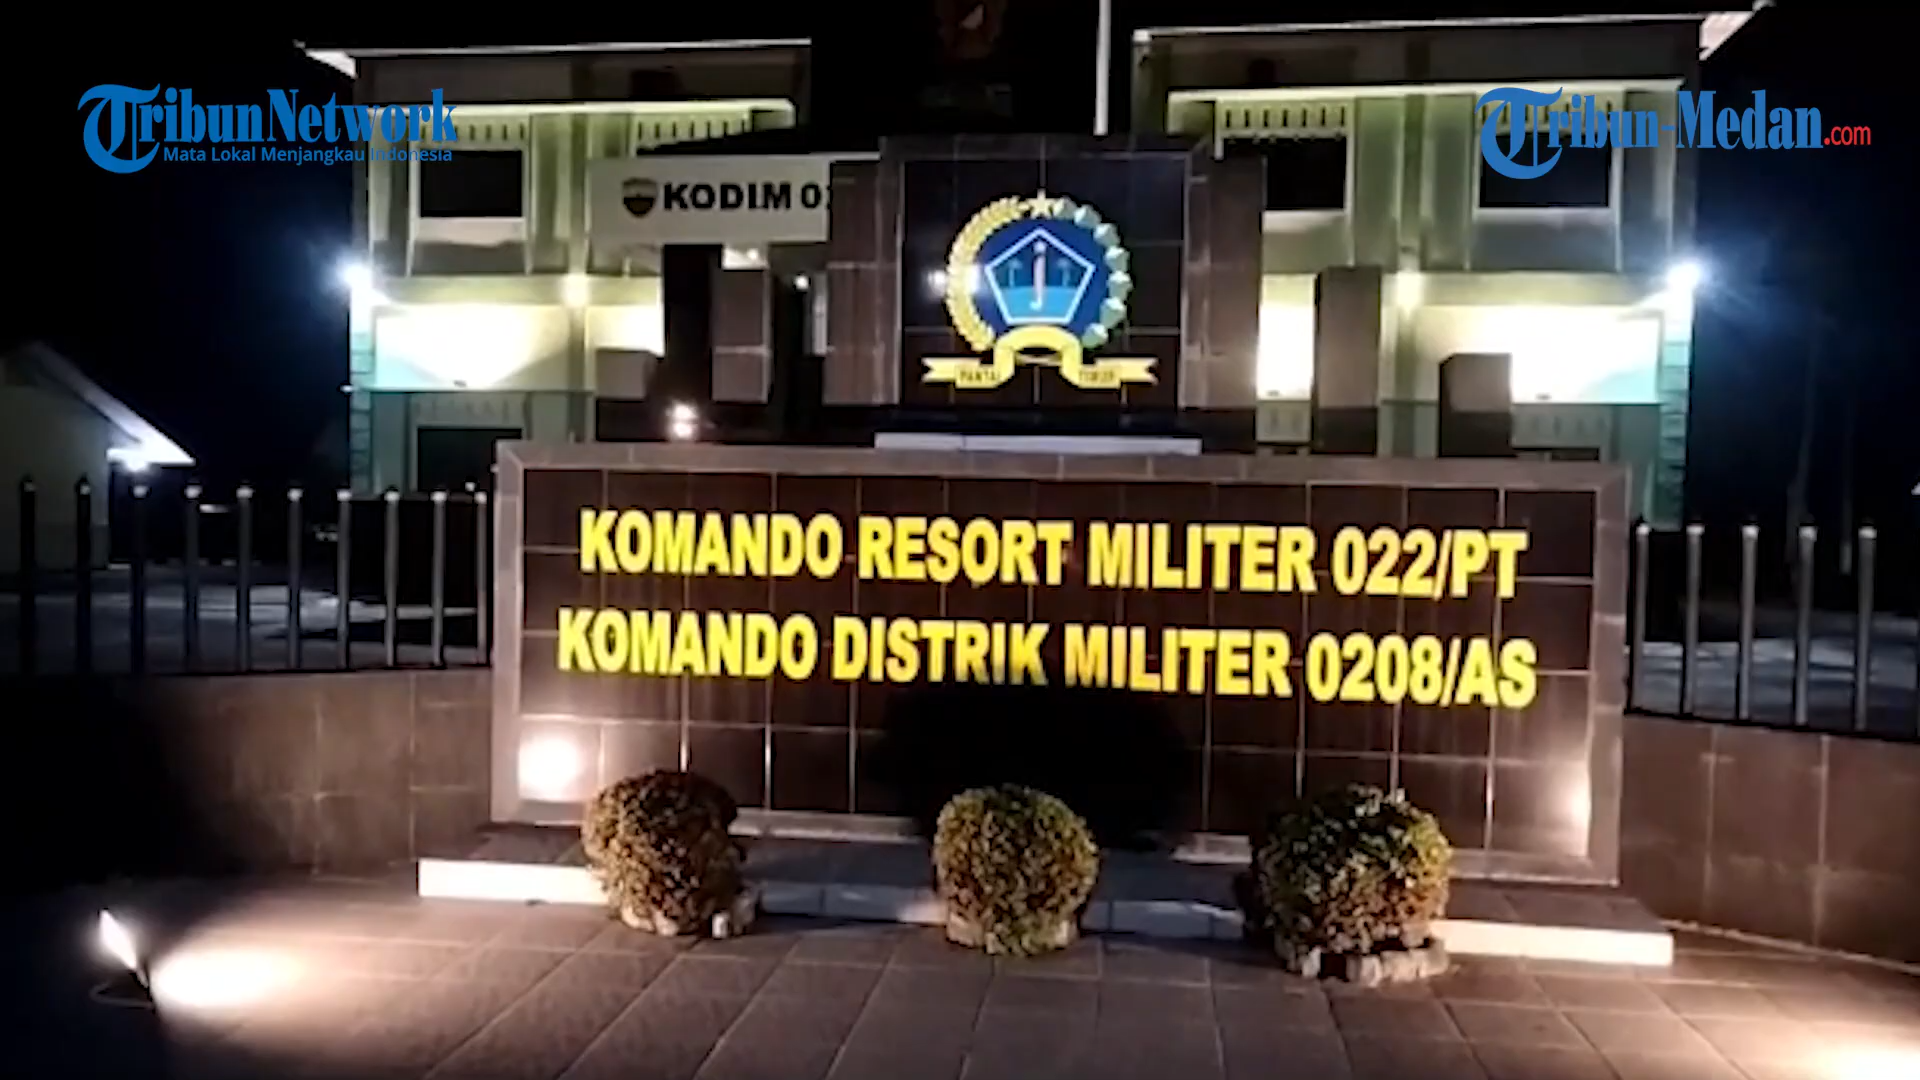 TribunNetwork
Mata Lokal Menjangkau Indonesia
Tribun-Medan.com
KODIM 02
PANTAI TIMUR
KOMANDO RESORT MILITER 022/PT
KOMANDO DISTRIK MILITER 0208/AS